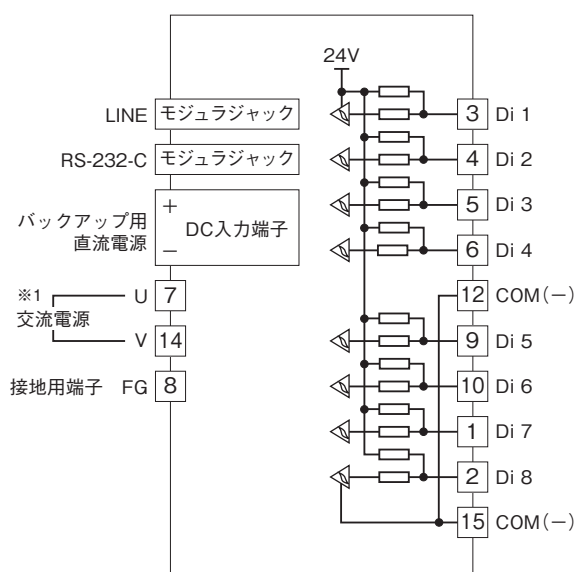 24V
LINE モジュラジャック
3 Di 1
RS-232-C モジュラジャック
4 Di 2
バックアップ用
直流電源
+
−
DC入力端子
5 Di 3
6 Di 4
※1
交流電源
U 7
12 COM(−)
V 14
9 Di 5
接地用端子 FG 8
10 Di 6
1 Di 7
2 Di 8
15 COM(−)